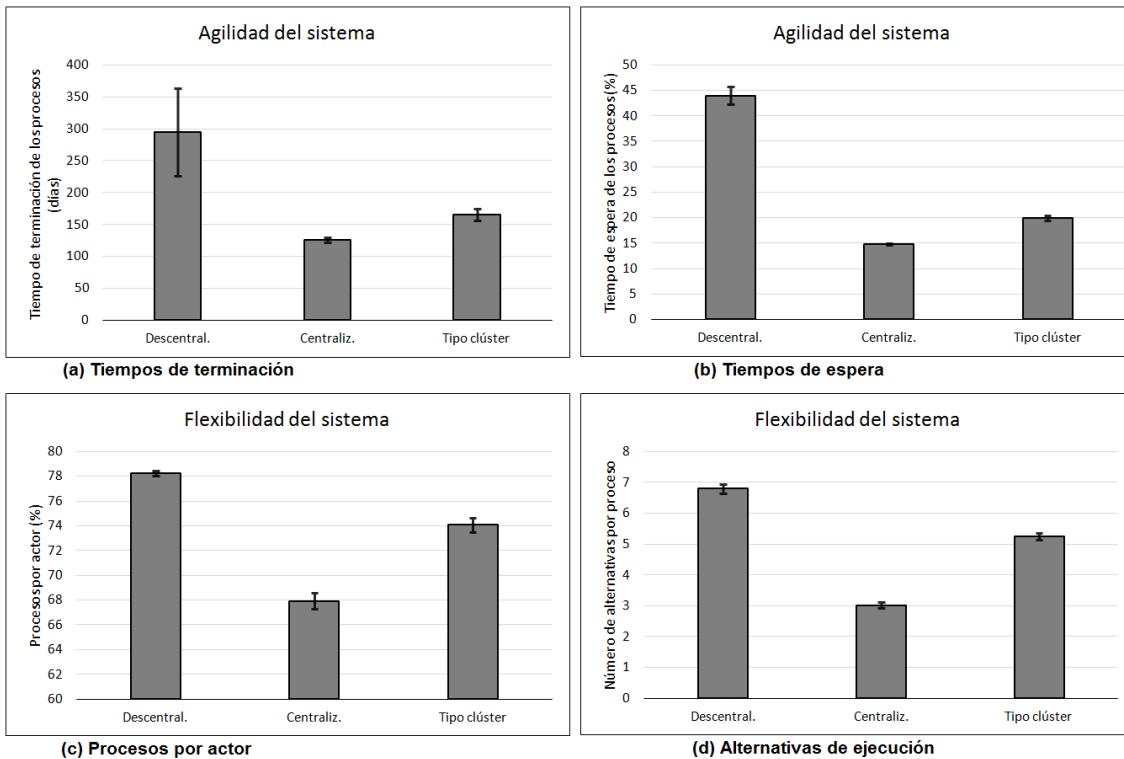 Agilidad del sistema
Tiempo de terminación de los procesos
(días)
400
350
300
250
200
150
100
50
0
Descentral. Centraliz. Tipo clúster
(a) Tiempos de terminación
Agilidad del sistema
Tiempo de espera de los procesos (%)
50
45
40
35
30
25
20
15
10
5
0
Descentral. Centraliz. Tipo clúster
(b) Tiempos de espera
Flexibilidad del sistema
Procesos por actor (%)
80
78
76
74
72
70
68
66
64
62
60
Descentral. Centraliz. Tipo clúster
(c) Procesos por actor
Flexibilidad del sistema
Número de alternativas por proceso
8
7
6
5
4
3
2
1
0
Descentral. Centraliz. Tipo clúster
(d) Alternativas de ejecución